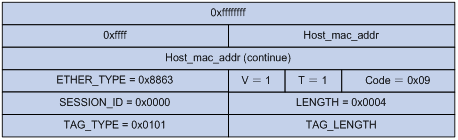 0xffffffff
0xffff Host_mac_addr
Host_mac_addr (continue)
ETHER_TYPE = 0x8863 V = 1 T = 1 Code = 0x09
SESSION_ID = 0x0000 LENGTH = 0x0004
TAG_TYPE = 0x0101 TAG_LENGTH